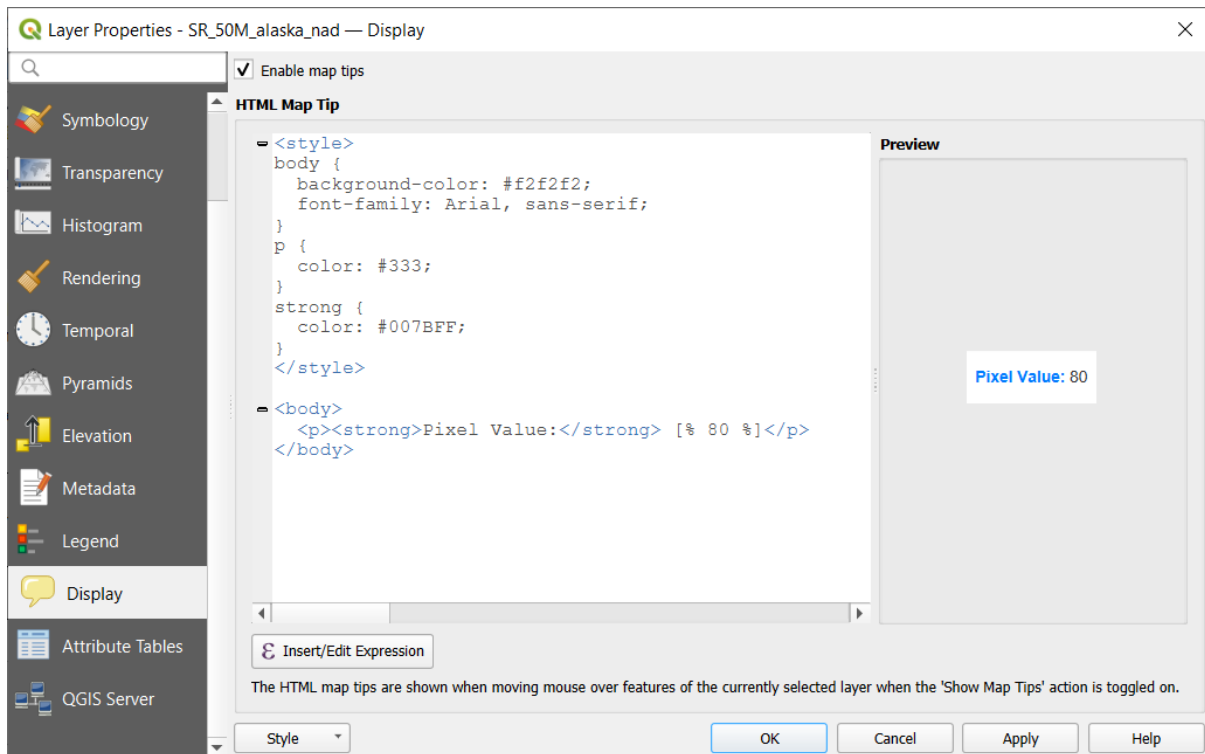 Layer Properties - SR_50M_alaska_nad — Display
Enable map tips
HTML Map Tip
Symbology
Transparency
Histogram
Rendering
Temporal
Pyramids
Elevation
Metadata
Legend
Display
Attribute Tables
QGIS Server
<style>
body {
  background-color: #f2f2f2;
  font-family: Arial, sans-serif;
}
p {
  color: #333;
}
strong {
  color: #007BFF;
}
</style>
<body>
  <p><strong>Pixel Value:</strong> [% 80 %]</p>
</body>
Preview
Pixel Value: 80
ε Insert/Edit Expression
The HTML map tips are shown when moving mouse over features of the currently selected layer when the 'Show Map Tips' action is toggled on.
Style
OK
Cancel
Apply
Help